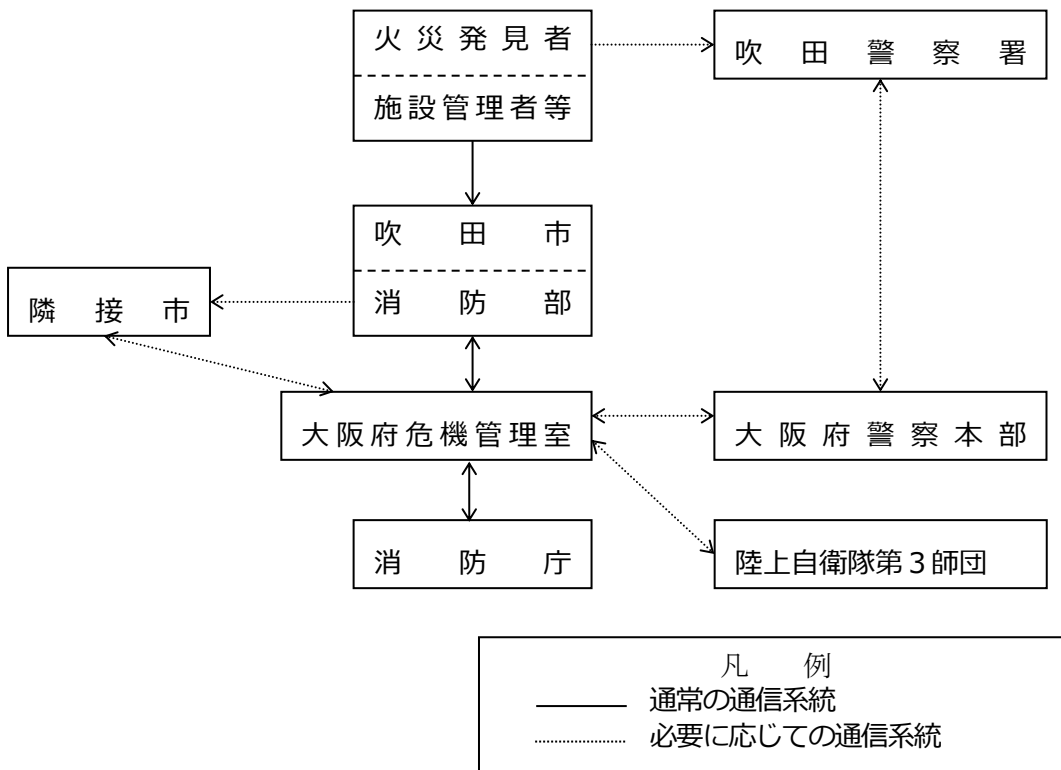 火災発見者
施設管理者等
吹田警察署
吹田市
消防部
隣接市
大阪府危機管理室
大阪府警察本部
消防庁
陸上自衛隊第３師団
凡例
通常の通信系統
必要に応じての通信系統